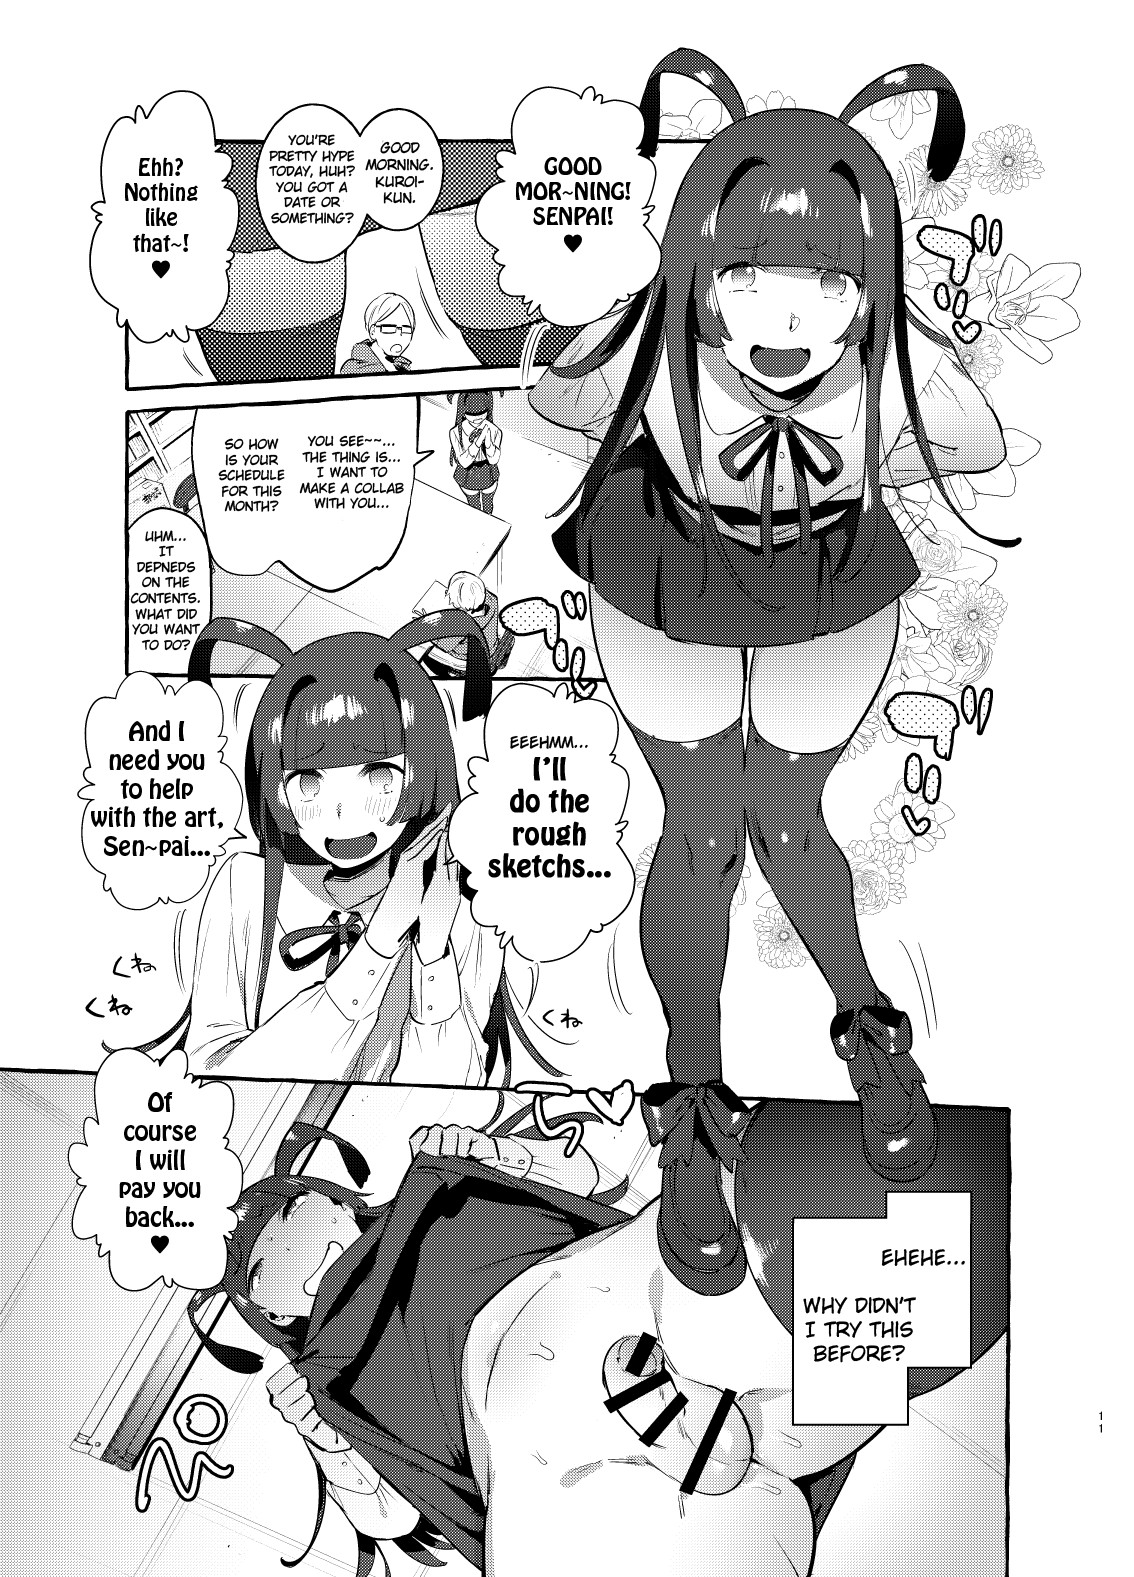 GOOD
MOR~NING!
SENPAI!
♥
GOOD
MORNING.
KUROI-
KUN.
YOU'RE
PRETTY HYPE
TODAY, HUH?
YOU GOT A
DATE OR
SOMETHING?
Ehh?
Nothing
like
that~!
♥
YOU SEE~~...
THE THING IS...
I WANT TO
MAKE A COLLAB
WITH YOU...
SO HOW
IS YOUR
SCHEDULE
FOR THIS
MONTH?
UHM...
IT
DEPNEDS
ON THE
CONTENTS.
WHAT DID
YOU WANT
TO DO?
EEEHMM...
I'll
do the
rough
sketchs...
And I
need you
to help
with the art,
Sen~pai...
くね
くね
くね
Of
course
I will
pay you
back...
♥
EHEHE...
WHY DIDN'T
I TRY THIS
BEFORE?
11